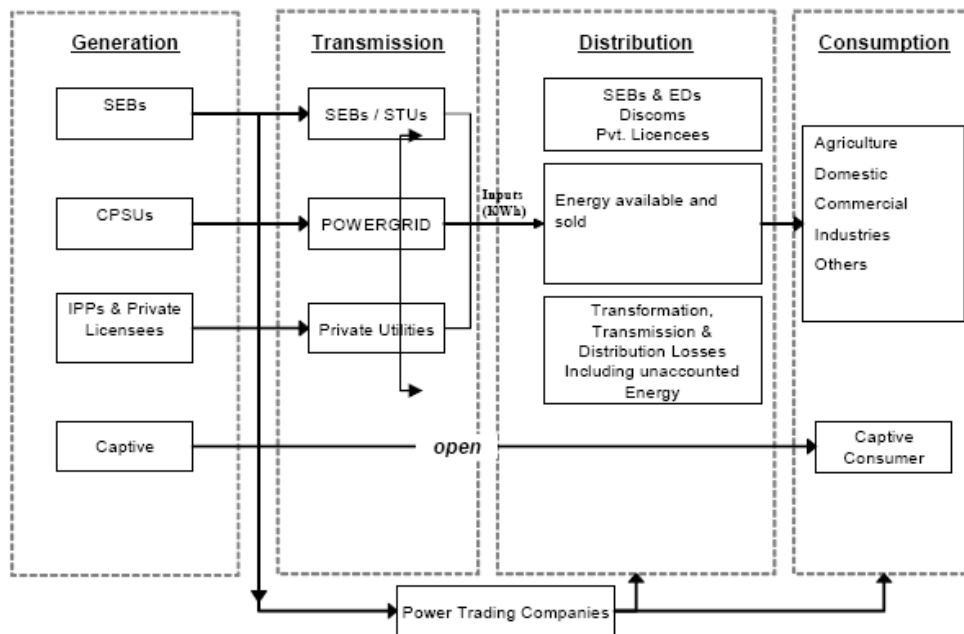 Generation
SEBs
CPSUs
IPPs & Private
Licensees
Captive
Transmission
SEBs / STUs
POWERGRID
Private Utilities
open
Inputs
(KWh)
Distribution
SEBs & EDs
Discoms
Pvt. Licencees
Energy available and
sold
Transformation,
Transmission &
Distribution Losses
Including unaccounted
Energy
Consumption
Agriculture
Domestic
Commercial
Industries
Others
Captive
Consumer
Power Trading Companies